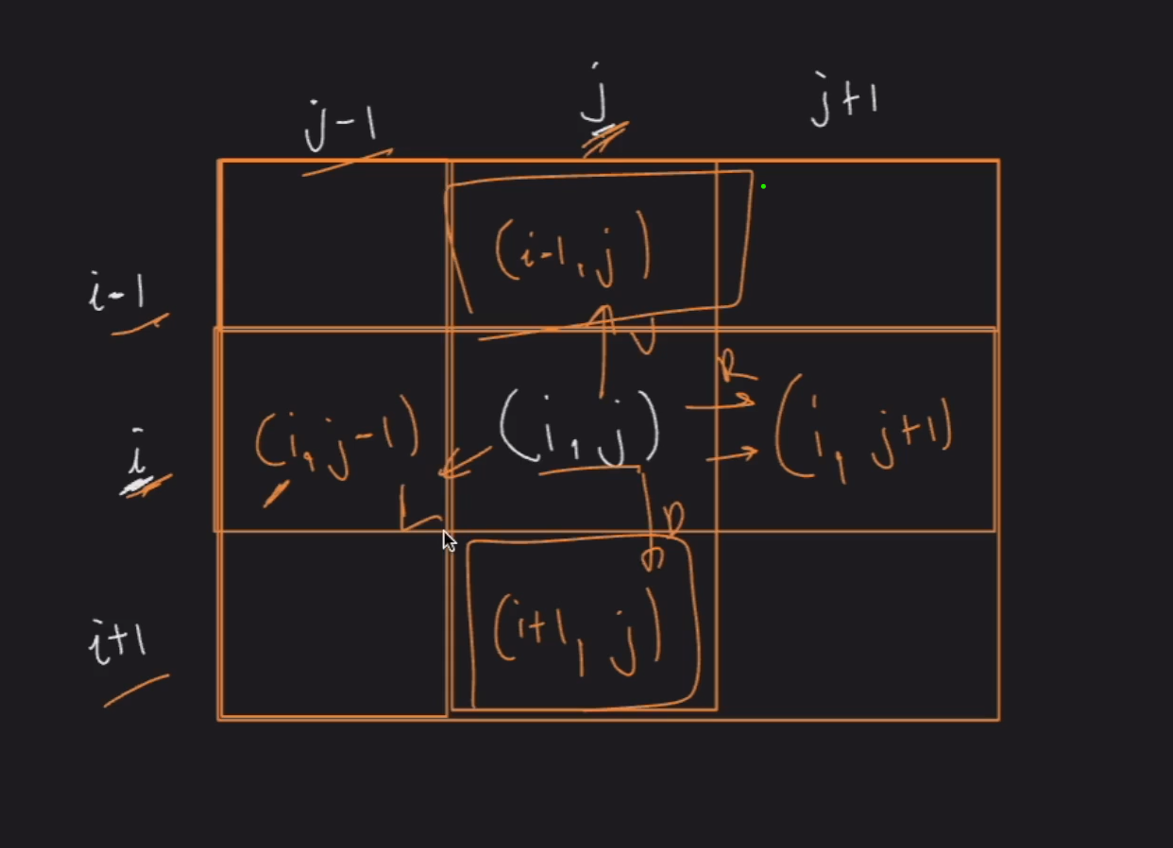 j-1 j j+1
(i-1, j)
i-1
U
R
i (i, j-1) (i, j) (i, j+1)
L D
(i+1, j)
i+1